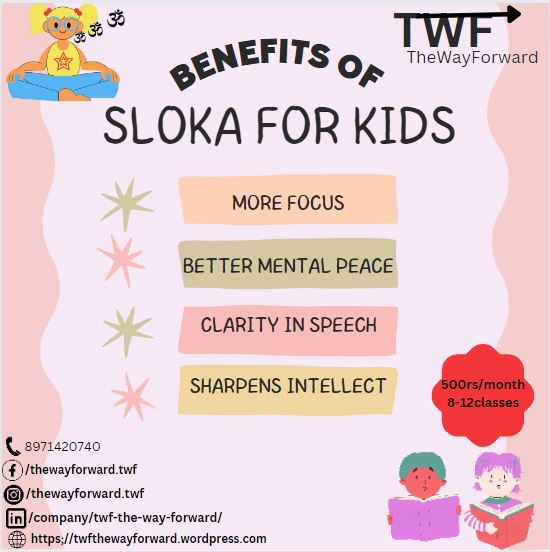 ॐ ॐ ॐ
TWF
TheWayForward
BENEFITS OF
SLOKA FOR KIDS
MORE FOCUS
BETTER MENTAL PEACE
CLARITY IN SPEECH
SHARPENS INTELLECT
500rs/month
8-12classes
8971420740
/thewayforward.twf
/thewayforward.twf
/company/twf-the-way-forward/
https://twfthewayforward.wordpress.com